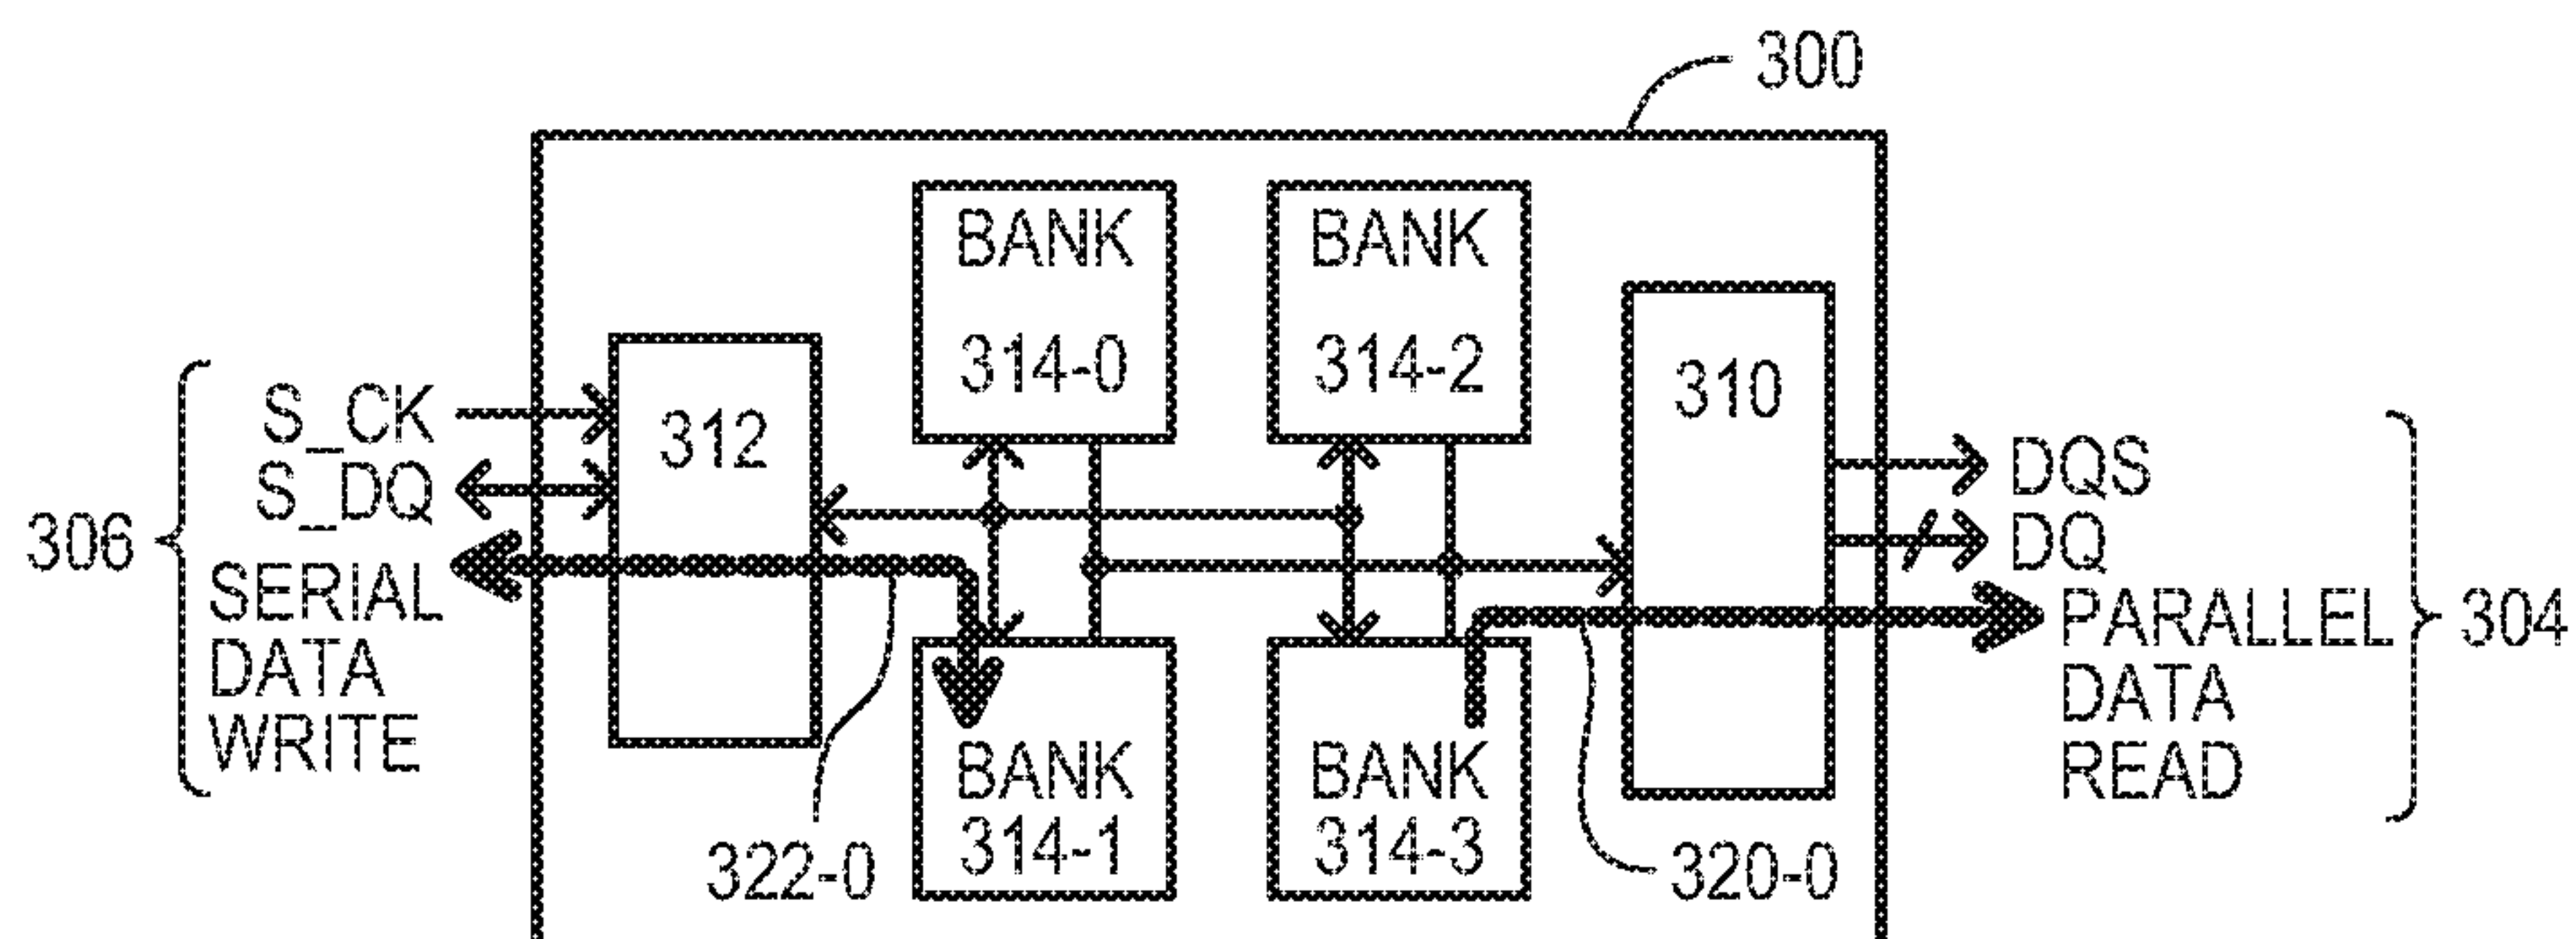 300
BANK
314-0
BANK
314-2
312
310
S_CK
S_DQ
306
SERIAL
DATA
WRITE
DQS
DQ
PARALLEL
DATA
READ
304
BANK
314-1
BANK
314-3
322-0
320-0